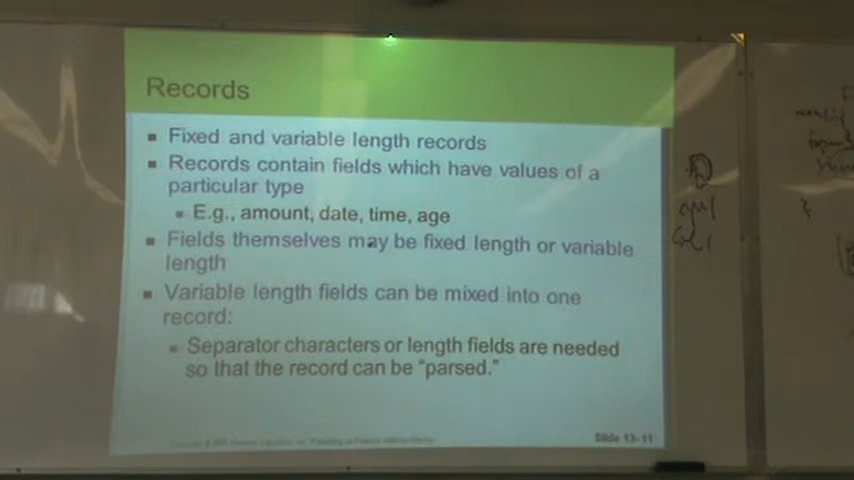 Records
Fixed and variable length records
Records contain fields which have values of a
particular type
E.g., amount, date, time, age
Fields themselves may be fixed length or variable
length
Variable length fields can be mixed into one
record:
Separator characters or length fields are needed
so that the record can be "parsed."
Slide 13-11